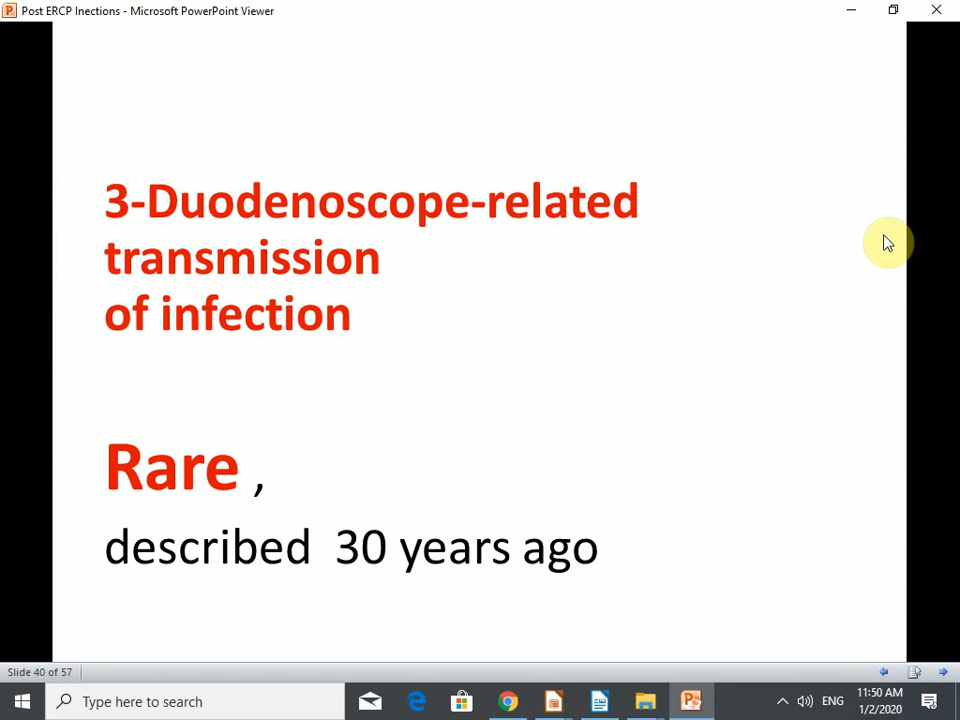 Post ERCP Inections - Microsoft PowerPoint Viewer
3-Duodenoscope-related
transmission
of infection
Rare ,
described 30 years ago
Slide 40 of 57
Type here to search
ENG
11:50 AM
1/2/2020